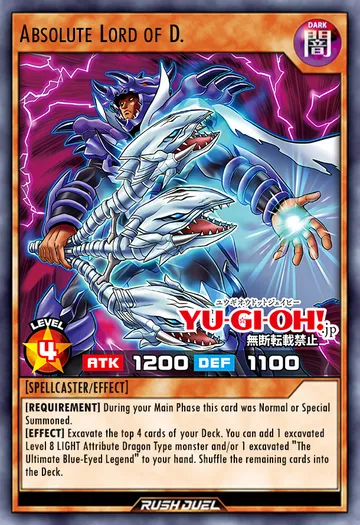 Absolute Lord of D.
DARK
闇
ユウギオウドットジェイピー
YU-GI-OH!.jp
無断転載禁止
LEVEL
4
ATK 1200 DEF 1100
[SPELLCASTER/EFFECT]
[REQUIREMENT] During your Main Phase this card was Normal or Special
Summoned.
[EFFECT] Excavate the top 4 cards of your Deck. You can add 1 excavated
Level 8 LIGHT Attribute Dragon Type monster and/or 1 excavated "The
Ultimate Blue-Eyed Legend" to your hand. Shuffle the remaining cards into
the Deck.
RUSH DUEL